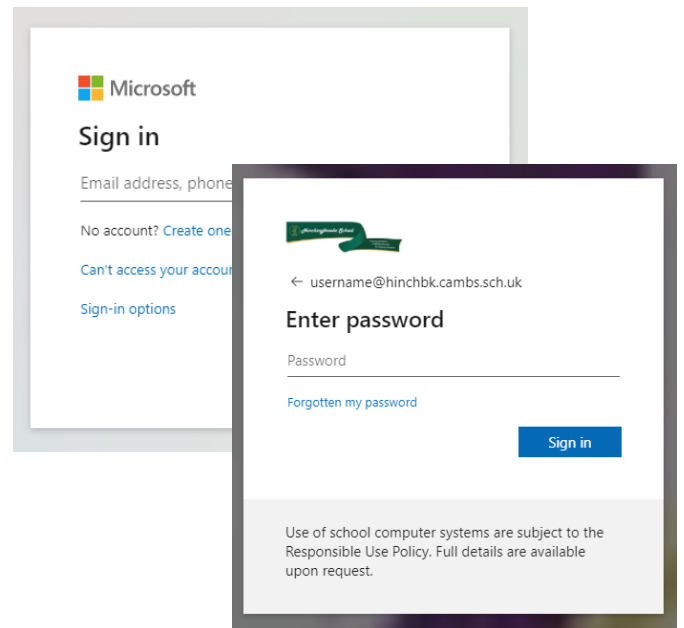 Microsoft
Sign in
Email address, phone
No account? Create one
Can't access your accoun
Sign-in options
Hinchingbrooke School
← username@hinchbk.cambs.sch.uk
Enter password
Password
Forgotten my password
Sign in
Use of school computer systems are subject to the
Responsible Use Policy. Full details are available
upon request.